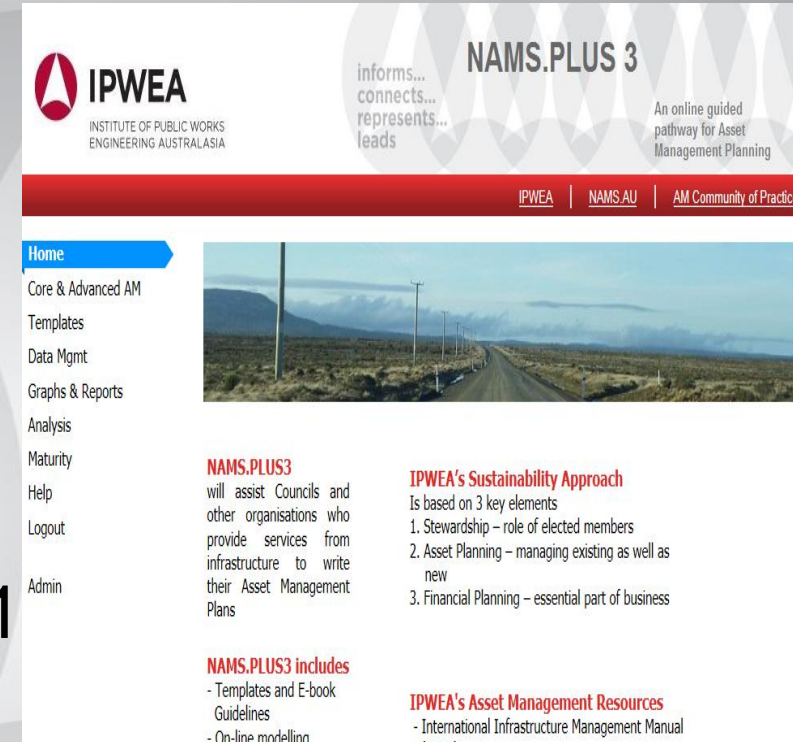 IPWEA
INSTITUTE OF PUBLIC WORKS
ENGINEERING AUSTRALASIA
informs...
connects...
represents...
leads
NAMS.PLUS 3
An online guided
pathway for Asset
Management Planning
IPWEA | NAMS.AU | AM Community of Practic
Home
Core & Advanced AM
Templates
Data Mgmt
Graphs & Reports
Analysis
Maturity
Help
Logout
Admin
1
NAMS.PLUS3
will assist Councils and
other organisations who
provide services from
infrastructure to write
their Asset Management
Plans
NAMS.PLUS3 includes
- Templates and E-book
Guidelines
- On-line modelling
IPWEA's Sustainability Approach
Is based on 3 key elements
1. Stewardship – role of elected members
2. Asset Planning – managing existing as well as
new
3. Financial Planning – essential part of business
IPWEA's Asset Management Resources
- International Infrastructure Management Manual